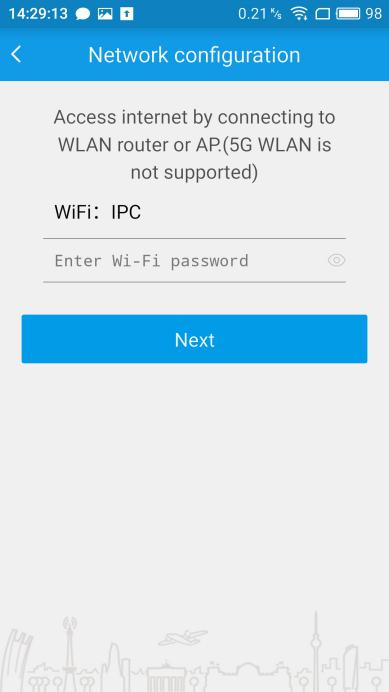 14:29:13 0.21 K/s 98
Network configuration
Access internet by connecting to
WLAN router or AP.(5G WLAN is
not supported)
WiFi： IPC
Enter Wi-Fi password
Next